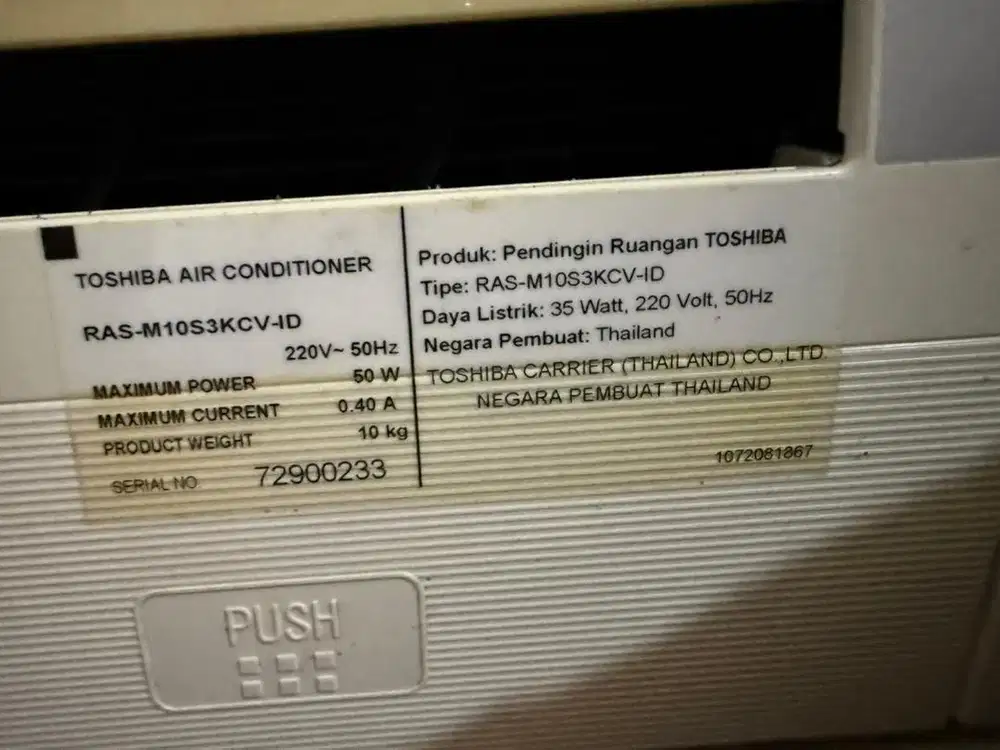 TOSHIBA AIR CONDITIONER
RAS-M10S3KCV-ID
220V~ 50Hz
MAXIMUM POWER 50 W
MAXIMUM CURRENT 0.40 A
PRODUCT WEIGHT 10 kg
SERIAL NO 72900233
Produk: Pendingin Ruangan TOSHIBA
Tipe: RAS-M10S3KCV-ID
Daya Listrik: 35 Watt, 220 Volt, 50Hz
Negara Pembuat: Thailand
TOSHIBA CARRIER (THAILAND) CO.,LTD.
NEGARA PEMBUAT THAILAND
1072081867
PUSH